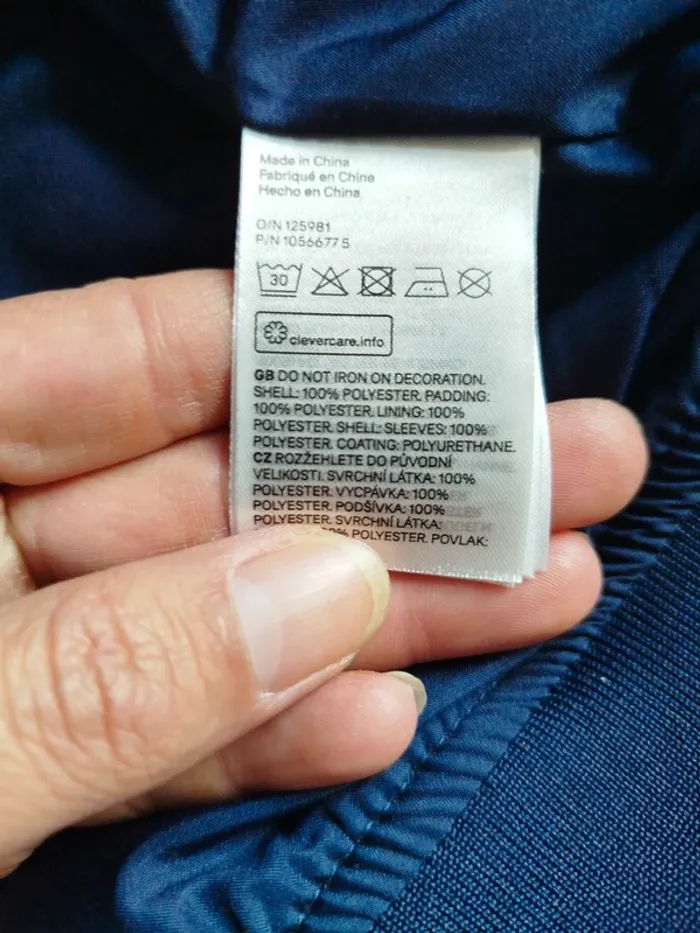 Made in China
Fabriqué en Chine
Hecho en China
O/N 125981
P/N 1056677 S
30
clevercare.info
GB DO NOT IRON ON DECORATION.
SHELL: 100% POLYESTER. PADDING:
100% POLYESTER. LINING: 100%
POLYESTER. SHELL: SLEEVES: 100%
POLYESTER. COATING: POLYURETHANE.
CZ ROZŽEHLETE DO PŮVODNÍ
VELIKOSTI. SVRCHNÍ LÁTKA: 100%
POLYESTER. VYCPÁVKA: 100%
POLYESTER. PODŠÍVKA: 100%
POLYESTER. SVRCHNÍ LÁTKA:
% POLYESTER. POVLAK: